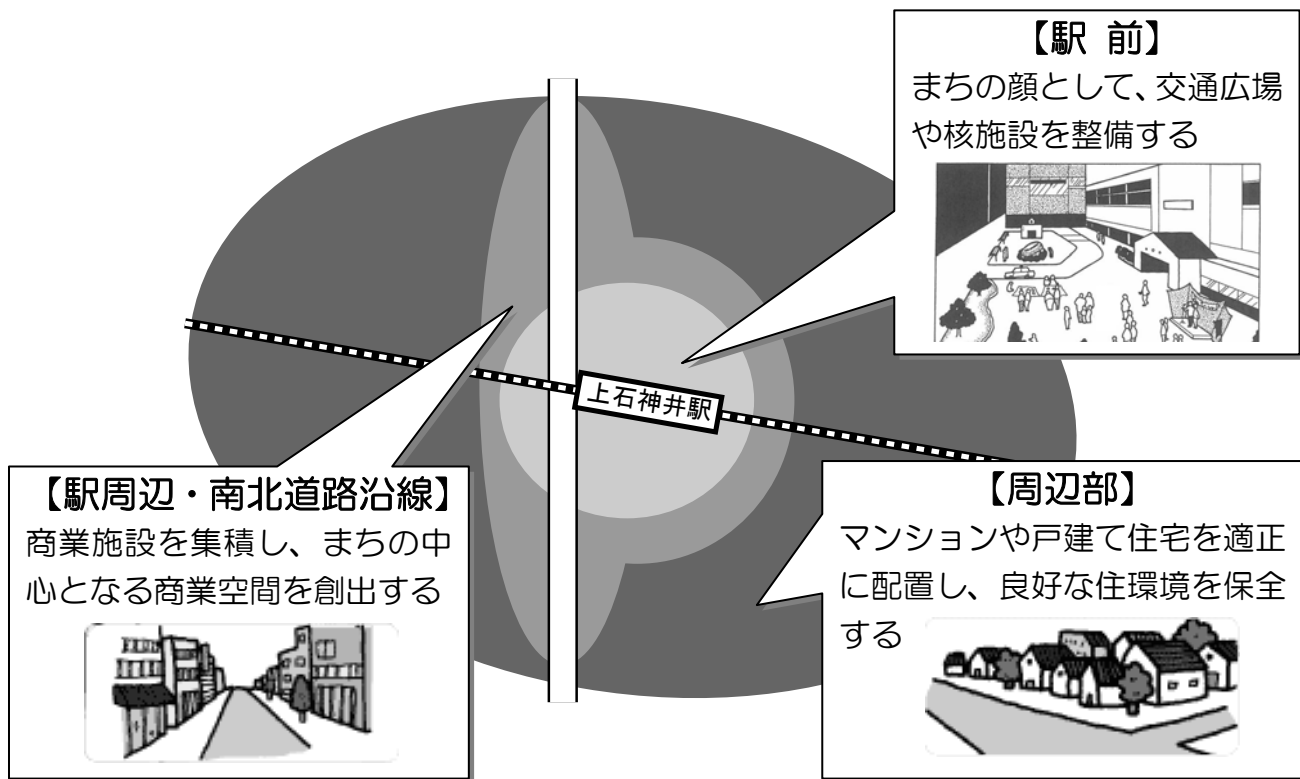 【駅 前】
まちの顔として、交通広場
や核施設を整備する
上石神井駅
【駅周辺・南北道路沿線】
商業施設を集積し、まちの中
心となる商業空間を創出する
【周辺部】
マンションや戸建て住宅を適正
に配置し、良好な住環境を保全
する